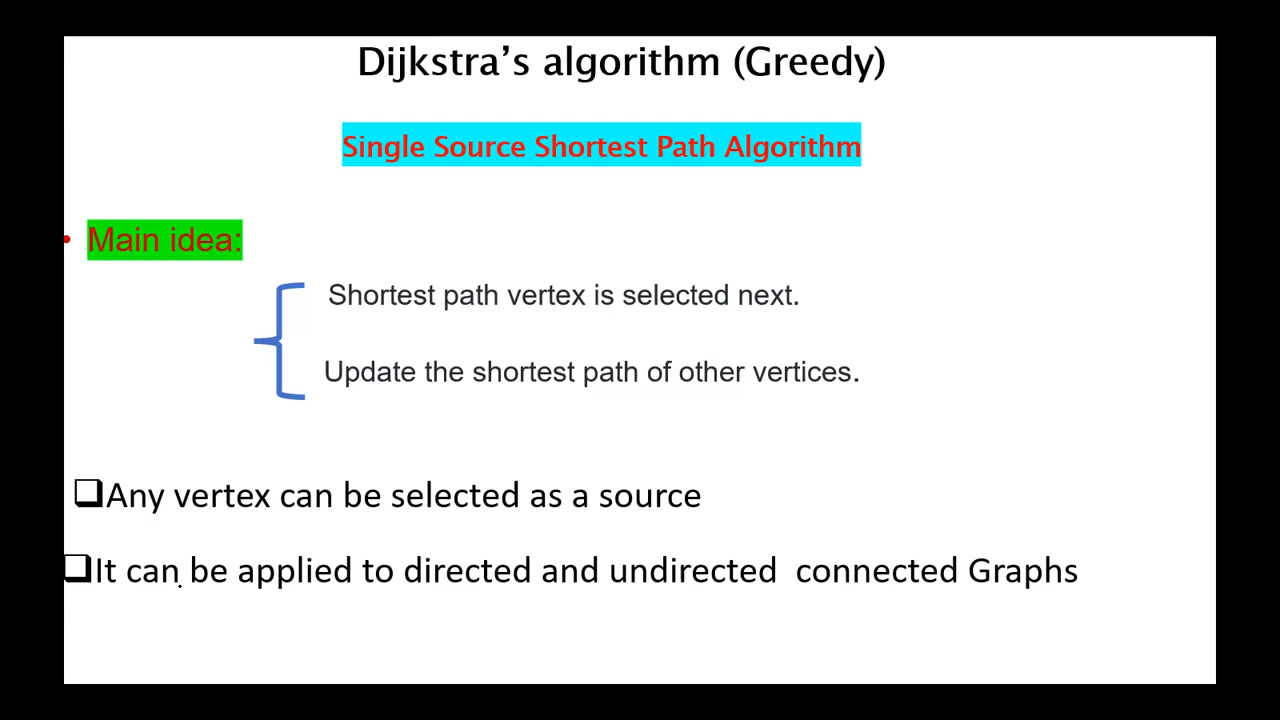 Dijkstra’s algorithm (Greedy)
Single Source Shortest Path Algorithm
• Main idea:
Shortest path vertex is selected next.
Update the shortest path of other vertices.
❑Any vertex can be selected as a source
❑It can be applied to directed and undirected  connected Graphs